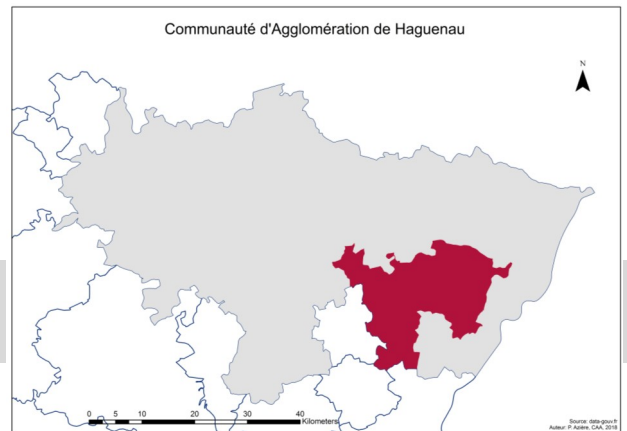 Communauté d'Agglomération de Haguenau
N
0 5 10 20 30 40 Kilometers
Source: data-gouv.fr
Auteur: P. Azière, CAA, 2018